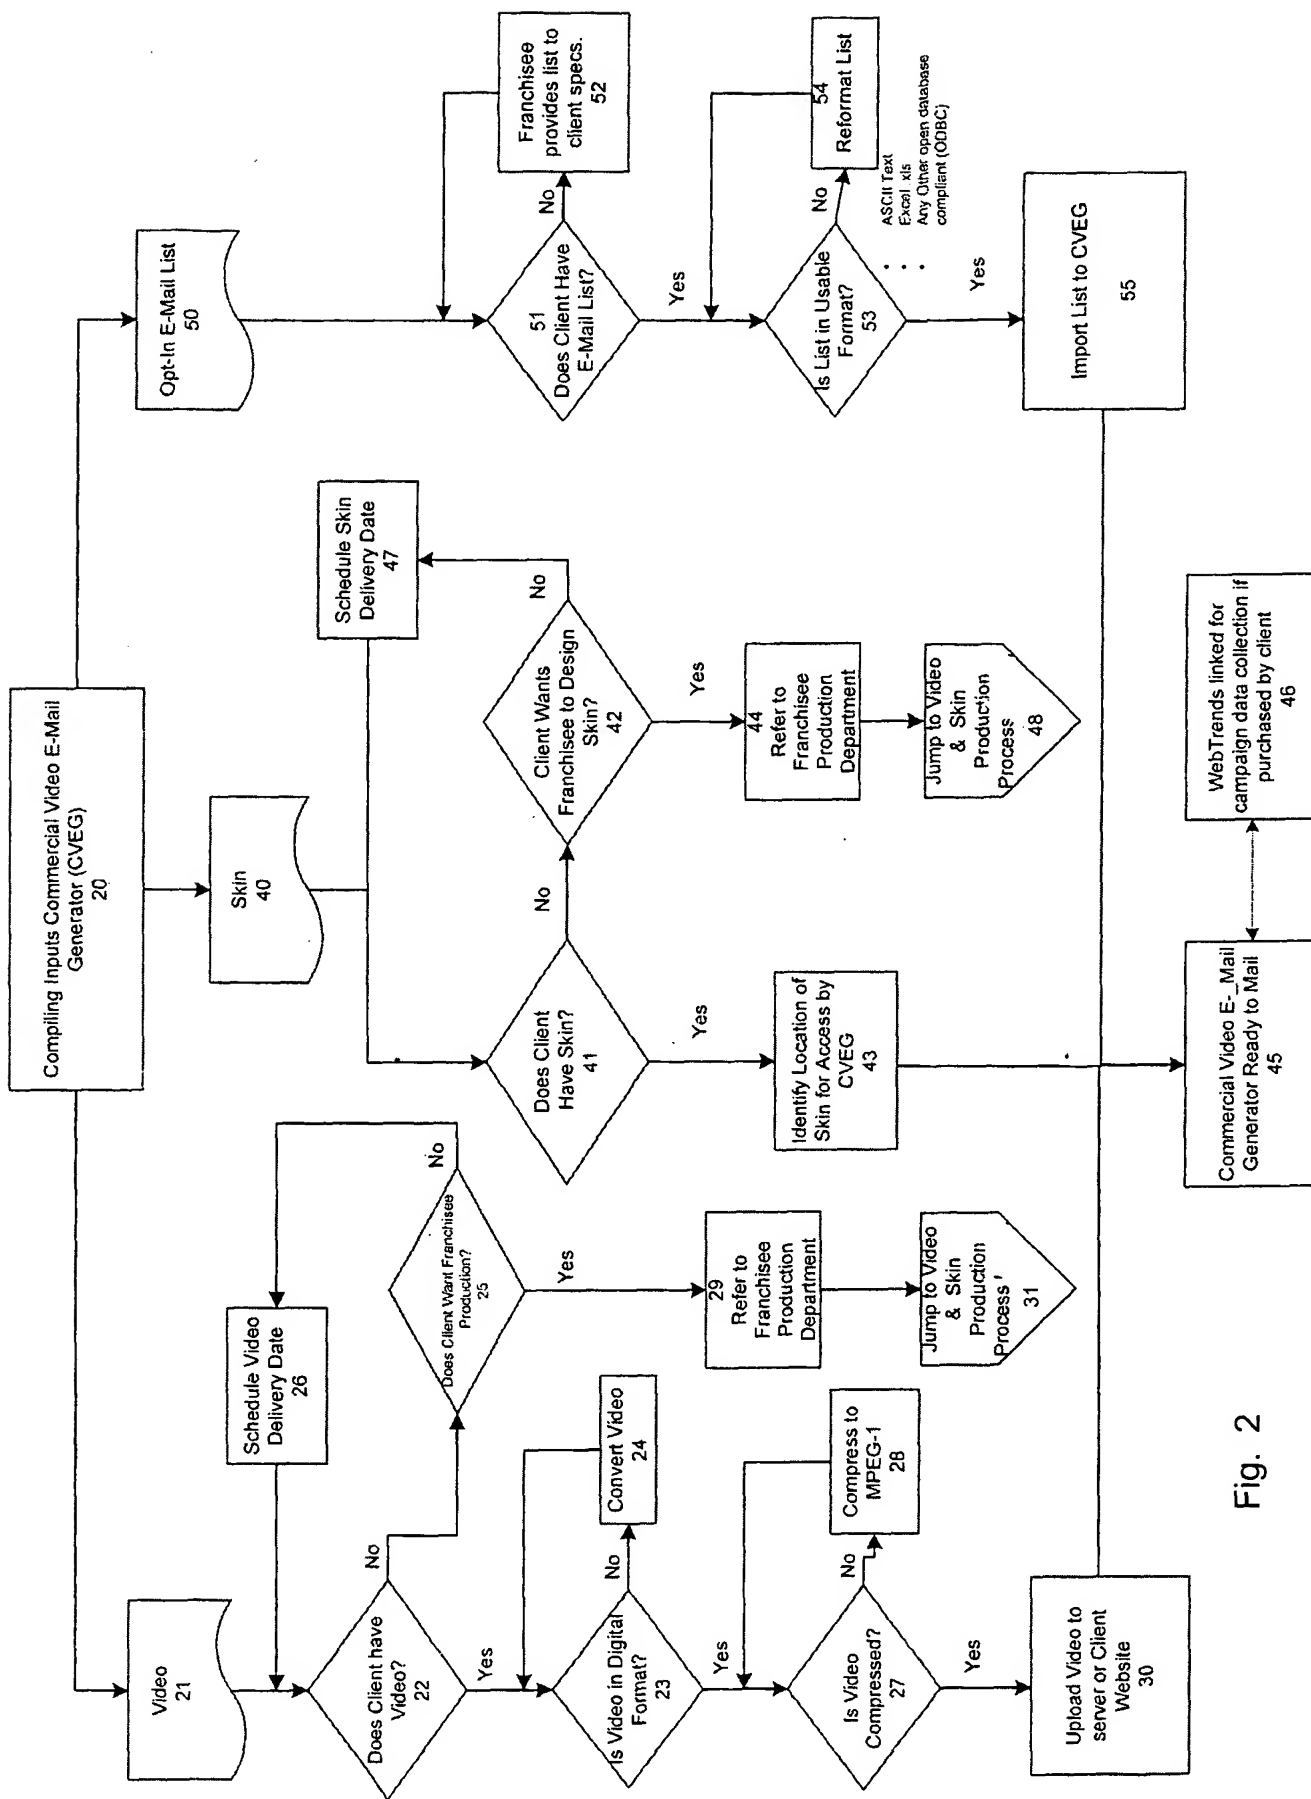 Compiling Inputs Commercial Video E-Mail
Generator (CVEG)
20
Video
21
Does Client have
Video?
22
No
Yes
Schedule Video
Delivery Date
26
Does Client Want Franchisee
Production?
25
No
Yes
29
Refer to
Franchisee
Production
Department
Jump to Video
& Skin
Production
Process'
31
Is Video in Digital
Format?
23
No
Yes
Convert Video
24
Is Video
Compressed?
27
No
Yes
Compress to
MPEG-1
28
Upload Video to
server or Client
Website
30
Skin
40
Does Client
Have Skin?
41
No
Yes
Client Wants
Franchisee to Design
Skin?
42
No
Yes
Schedule Skin
Delivery Date
47
44
Refer to
Franchisee
Production
Department
Jump to Video
& Skin
Production
Process
48
Identify Location of
Skin for Access by
CVEG
43
Commercial Video E-_Mail
Generator Ready to Mail
45
WebTrends linked for
campaign data collection if
purchased by client
46
Opt-In E-Mail List
50
51
Does Client Have
E-Mail List?
No
Yes
Franchisee
provides list to
client specs.
52
Is List in Usable
Format?
53
No
Yes
54
Reformat List
ASCII Text
Excel .xls
Any Other open database
compliant (ODBC)
. . .
Import List to CVEG
55
Fig. 2